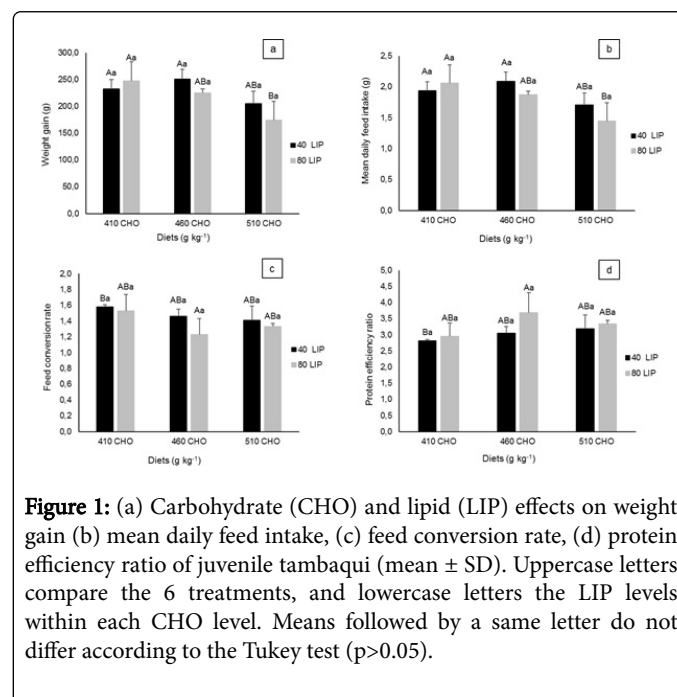 a
300,0
250,0
200,0
150,0
100,0
50,0
0,0
Weight gain (g)
Aa Aa Aa ABa ABa Ba
40 LIP
80 LIP
410 CHO 460 CHO 510 CHO
Diets (g kg-1)
b
2,5
2,0
1,5
1,0
0,5
0,0
Mean daily feed intake (g)
Aa Aa Aa ABa ABa Ba
40 LIP
80 LIP
410 CHO 460 CHO 510 CHO
Diets (g kg-1)
c
1,8
1,6
1,4
1,2
1,0
0,8
0,6
0,4
0,2
0,0
Feed conversion rate
Ba ABa ABa Aa ABa ABa
40 LIP
80 LIP
410 CHO 460 CHO 510 CHO
Diets (g kg-1)
d
5,0
4,5
4,0
3,5
3,0
2,5
2,0
1,5
1,0
0,5
0,0
Protein efficiency ratio
Ba ABa ABa Aa ABa ABa
40 LIP
80 LIP
410 CHO 460 CHO 510 CHO
Diets (g kg-1)
Figure 1: (a) Carbohydrate (CHO) and lipid (LIP) effects on weight
gain (b) mean daily feed intake, (c) feed conversion rate, (d) protein
efficiency ratio of juvenile tambaqui (mean ± SD). Uppercase letters
compare the 6 treatments, and lowercase letters the LIP levels
within each CHO level. Means followed by a same letter do not
differ according to the Tukey test (p>0.05).